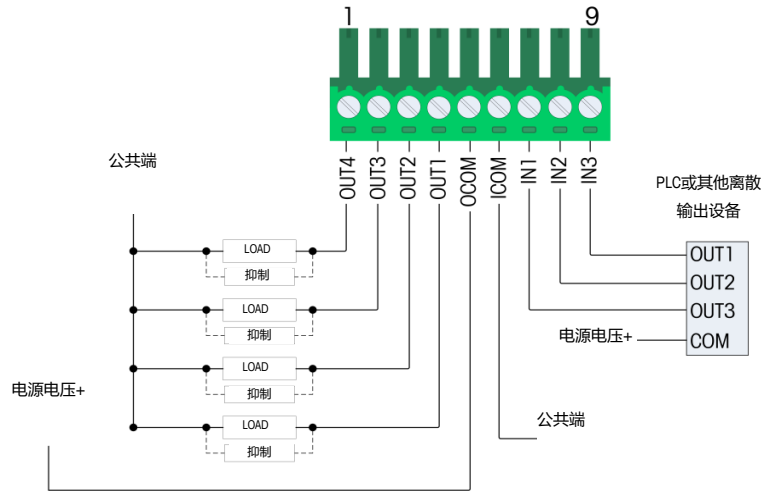 1
9
OUT4
OUT3
OUT2
OUT1
OCOM
ICOM
IN1
IN2
IN3
公共端
PLC或其他离散
输出设备
OUT1
OUT2
OUT3
COM
电源电压+
LOAD
抑制
LOAD
抑制
LOAD
抑制
LOAD
抑制
电源电压+
公共端